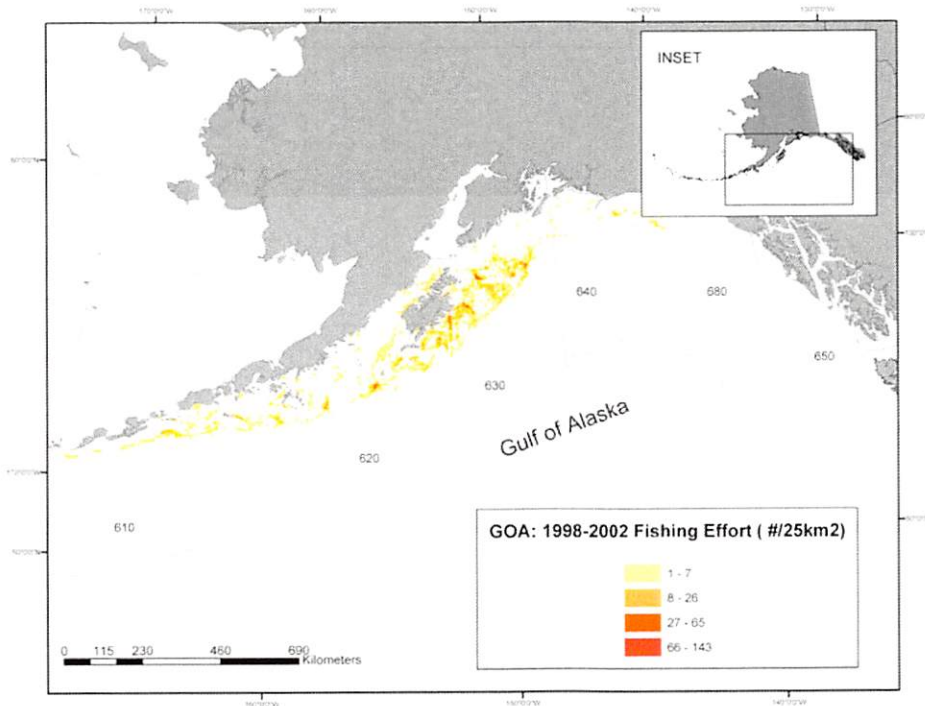 INSET
640
680
650
630
Gulf of Alaska
620
610
GOA: 1998-2002 Fishing Effort ( #/25km2)
1 - 7
8 - 26
27 - 65
66 - 143
0 115 230 460 690
Kilometers